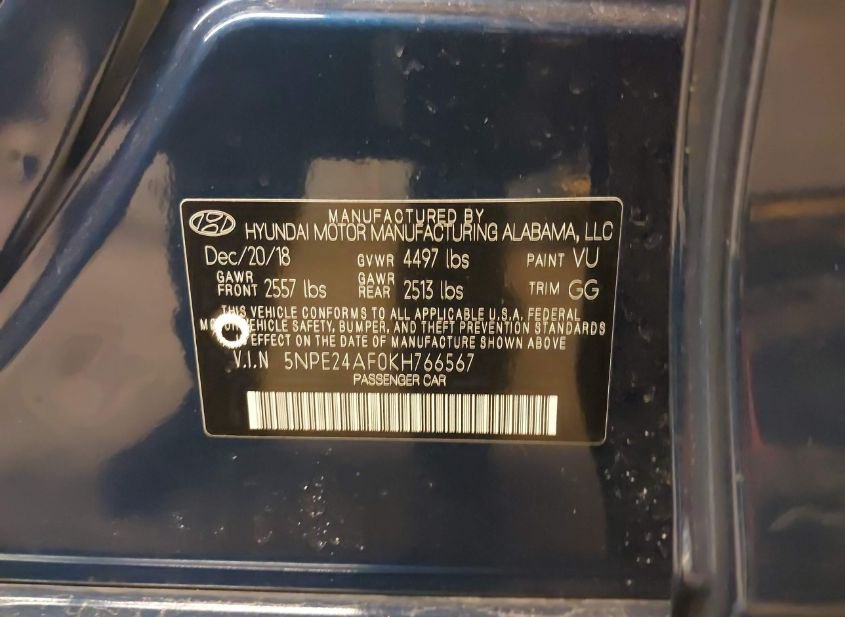 MANUFACTURED BY
HYUNDAI MOTOR MANUFACTURING ALABAMA, LLC
Dec/20/18 GVWR 4497 lbs PAINT VU
GAWR FRONT 2557 lbs GAWR REAR 2513 lbs TRIM GG
THIS VEHICLE CONFORMS TO ALL APPLICABLE U.S.A. FEDERAL
VEHICLE SAFETY, BUMPER, AND THEFT PREVENTION STANDARDS
EFFECT ON THE DATE OF MANUFACTURE SHOWN ABOVE
V.I.N 5NPE24AF0KH766567
PASSENGER CAR